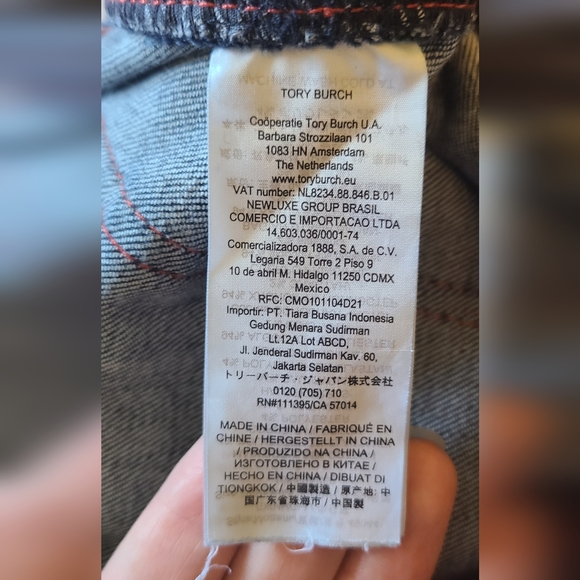 TORY BURCH
Coöperatie Tory Burch U.A.
Barbara Strozzilaan 101
1083 HN Amsterdam
The Netherlands
www.toryburch.eu
VAT number: NL8234.88.846.B.01
NEWLUXE GROUP BRASIL
COMERCIO E IMPORTACAO LTDA
14.603.036/0001-74
Comercializadora 1888, S.A. de C.V.
Legaria 549 Torre 2 Piso 9
10 de abril M. Hidalgo 11250 CDMX
Mexico
RFC: CMO101104D21
Importir: PT. Tiara Busana Indonesia
Gedung Menara Sudirman
Lt.12A Lot ABCD,
Jl. Jenderal Sudirman Kav. 60,
Jakarta Selatan
トリーバーチ・ジャパン株式会社
0120 (705) 710
RN#111395/CA 57014
MADE IN CHINA / FABRIQUÉ EN
CHINE / HERGESTELLT IN CHINA
/ PRODUZIDO NA CHINA /
ИЗГОТОВЛЕНО В КИТАЕ /
HECHO EN CHINA / DIBUAT DI
TIONGKOK / 中國製造 / 原产地: 中
国广东省珠海市 / 中国製